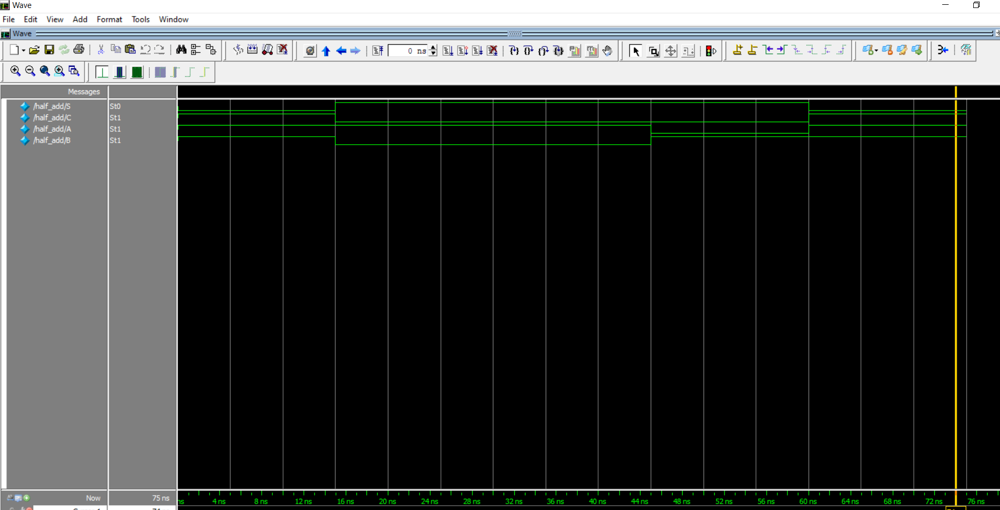 Wave
File Edit View Add Format Tools Window
Wave
0 ns
Messages
/half_add/S St0
/half_add/C St1
/half_add/A St1
/half_add/B St1
Now 75 ns
ns 4 ns 8 ns 12 ns 16 ns 20 ns 24 ns 28 ns 32 ns 36 ns 40 ns 44 ns 48 ns 52 ns 56 ns 60 ns 64 ns 68 ns 72 ns 76 ns